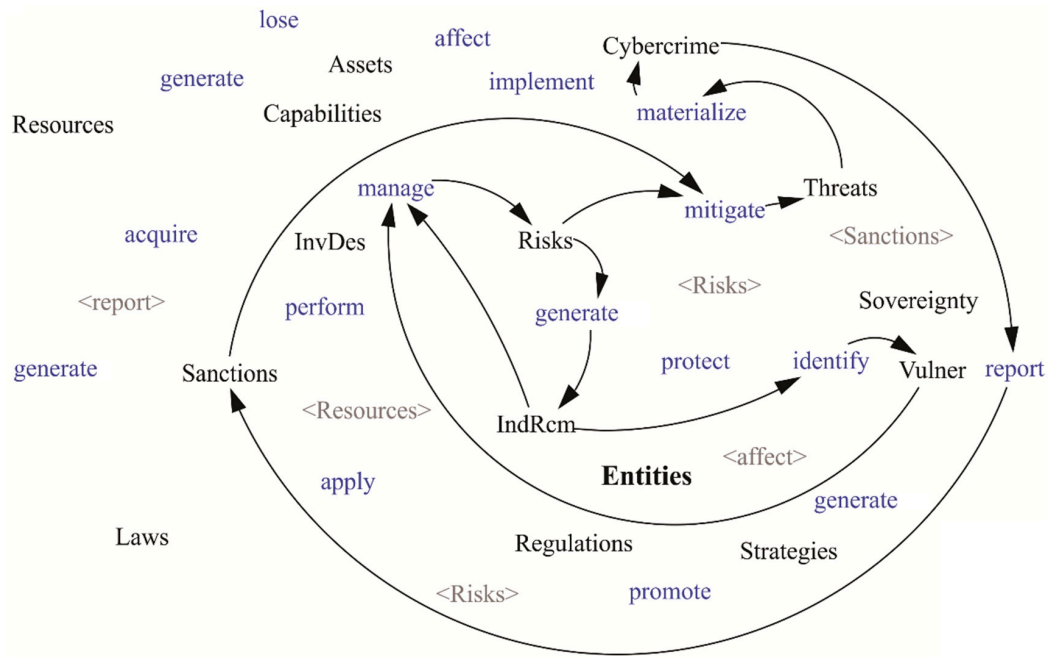 lose
affect
Cybercrime
Assets
generate
implement
Capabilities
materialize
Resources
manage
Threats
mitigate
acquire
InvDes
Risks
<Sanctions>
<report>
perform
<Risks>
Sovereignty
generate
protect
identify
generate
Sanctions
Vulner
report
<Resources>
IndRcm
<affect>
Entities
apply
generate
Laws
Regulations
Strategies
<Risks>
promote